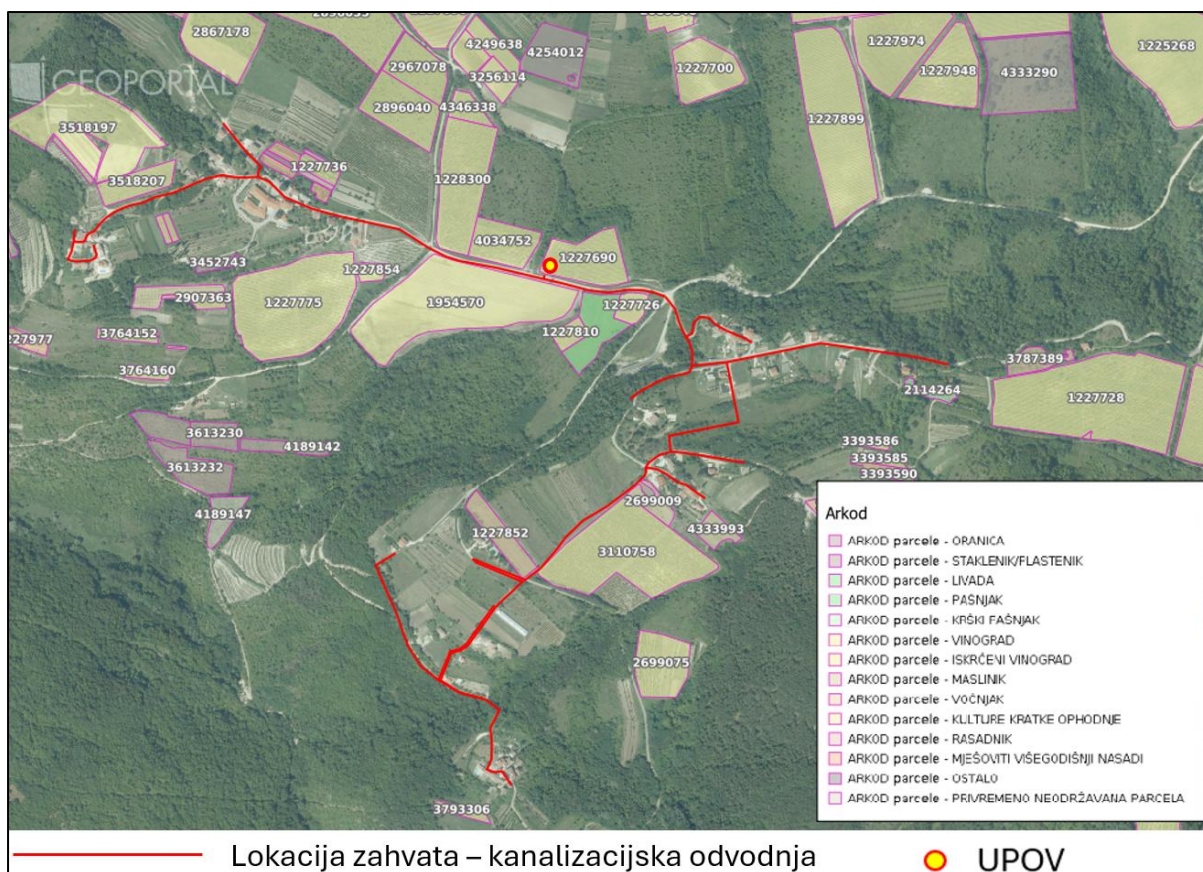 2867178
4249638
4254012
1227974
1225268
2967078
3256114
1227700
1227948
4333290
GEOPORTAL
2896040
4346338
3518197
1227899
1227736
3518207
1228300
4034752
3452743
1227854
1227690
2907363
1227775
1954570
1227726
3764152
1227810
227977
3764160
3787389
2114264
1227728
3613230
4189142
3393586
3613232
3393585
3393590
4189147
2699009
1227852
4333993
3110758
2699075
3793306
Arkod
ARKOD parcele - ORANICA
ARKOD parcele - STAKLENIK/PLASTENIK
ARKOD parcele - LIVADA
ARKOD parcele - PAŠNJAK
ARKOD parcele - KRŠKI PAŠNJAK
ARKOD parcele - VINOGRAD
ARKOD parcele - ISKRČENI VINOGRAD
ARKOD parcele - MASLINIK
ARKOD parcele - VOĆNJAK
ARKOD parcele - KULTURE KRATKE OPHODNJE
ARKOD parcele - RASADNIK
ARKOD parcele - MJEŠOVITI VIŠEGODIŠNJI NASADI
ARKOD parcele - OSTALO
ARKOD parcele - PRIVREMENO NEODRŽAVANA PARCELA
Lokacija zahvata – kanalizacijska odvodnja
UPOV